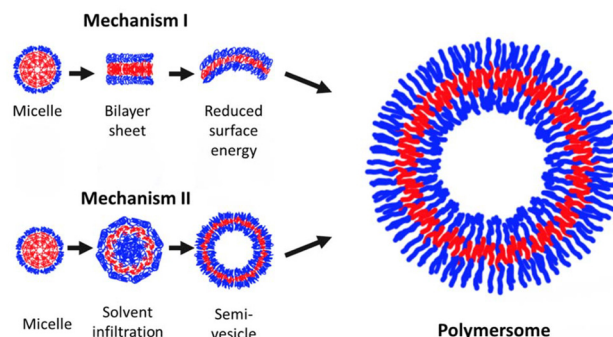 Mechanism I
Micelle
Bilayer
sheet
Reduced
surface
energy
Mechanism II
Micelle
Solvent
infiltration
Semi-
vesicle
Polymersome